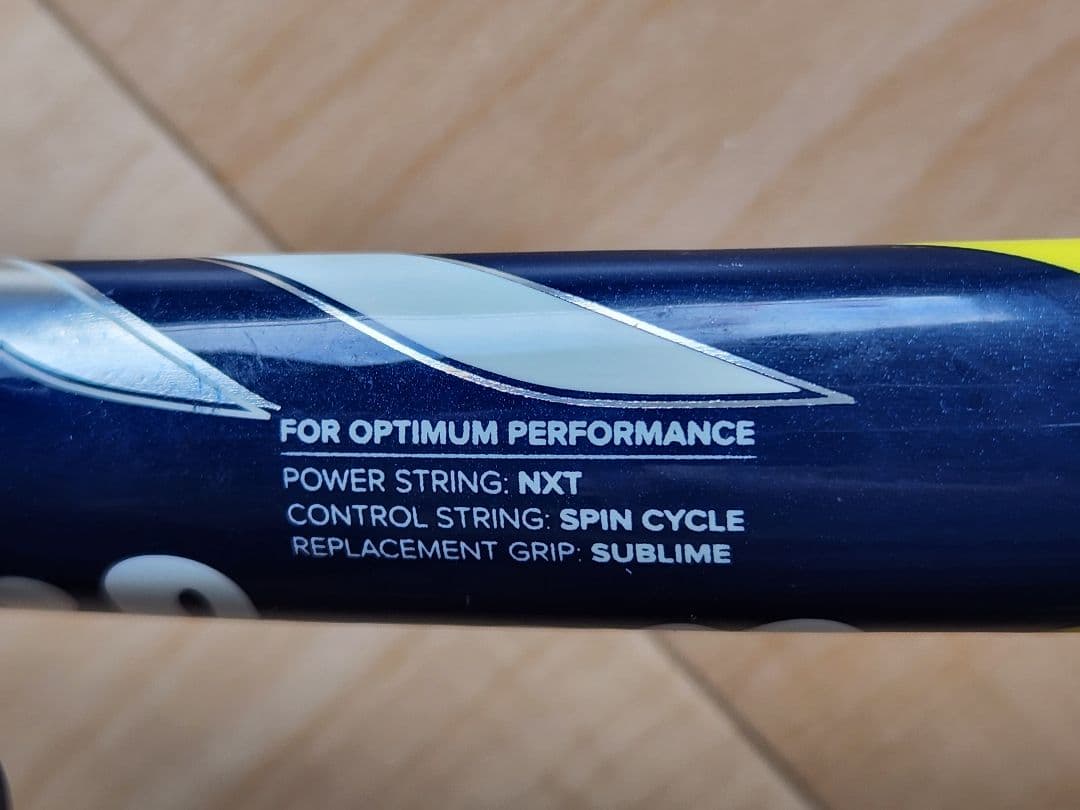 FOR OPTIMUM PERFORMANCE
POWER STRING: NXT
CONTROL STRING: SPIN CYCLE
REPLACEMENT GRIP: SUBLIME